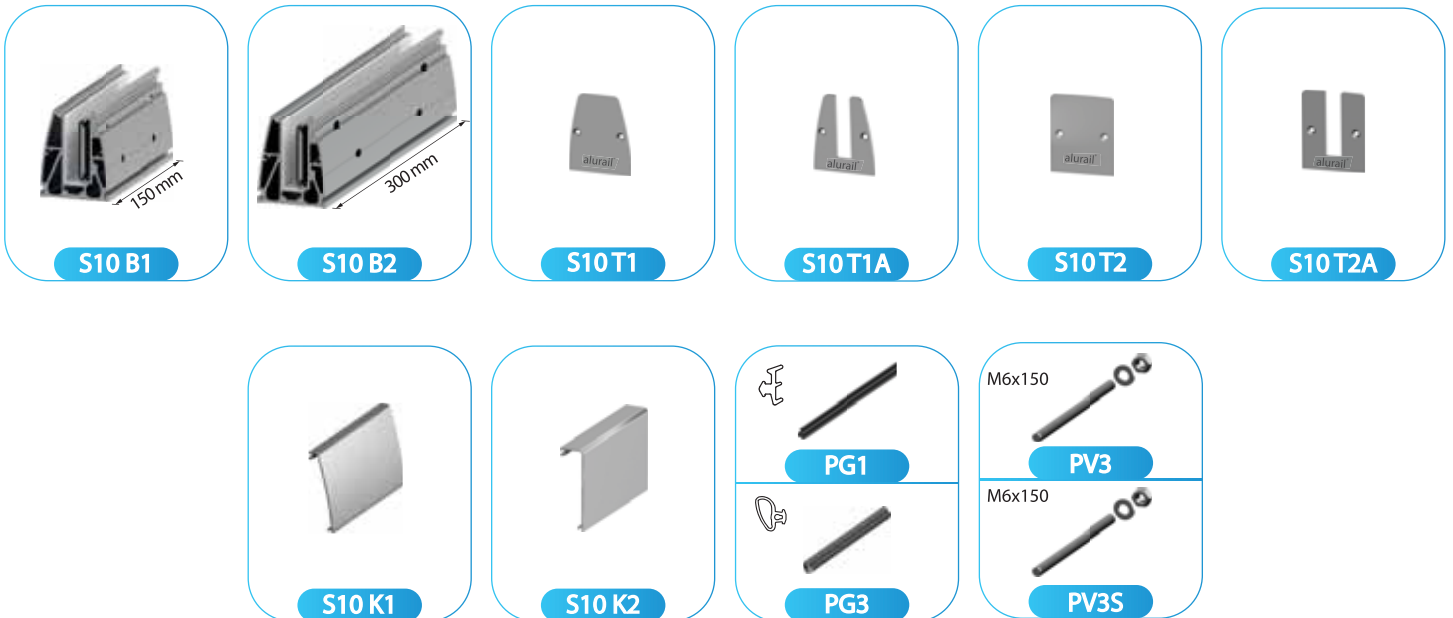 150 mm
S10 B1
300 mm
S10 B2
alurail
S10 T1
alurail
S10 T1A
alurail
S10 T2
alurail
S10 T2A
S10 K1
S10 K2
PG1
PG3
M6x150
PV3
M6x150
PV3S